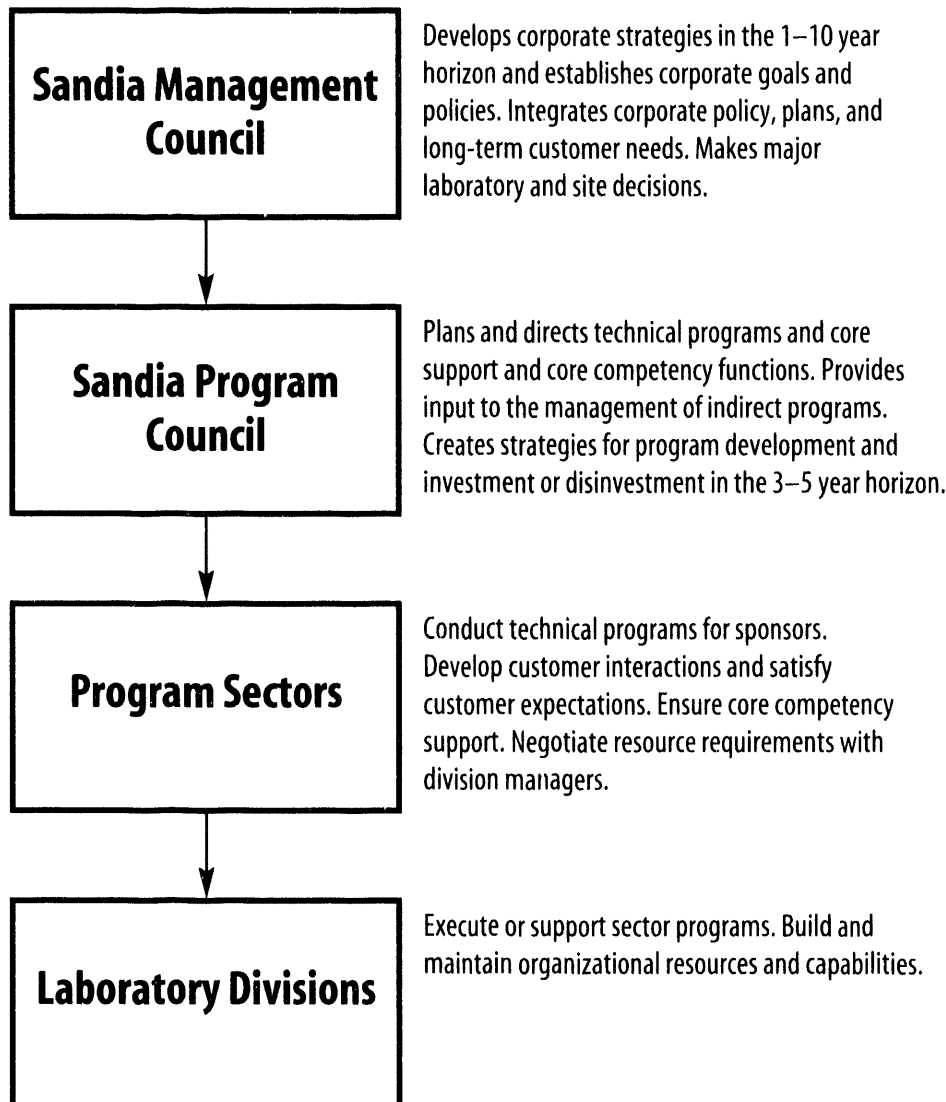 Sandia Management
Council
Develops corporate strategies in the 1–10 year
horizon and establishes corporate goals and
policies. Integrates corporate policy, plans, and
long-term customer needs. Makes major
laboratory and site decisions.
Sandia Program
Council
Plans and directs technical programs and core
support and core competency functions. Provides
input to the management of indirect programs.
Creates strategies for program development and
investment or disinvestment in the 3–5 year horizon.
Program Sectors
Conduct technical programs for sponsors.
Develop customer interactions and satisfy
customer expectations. Ensure core competency
support. Negotiate resource requirements with
division managers.
Laboratory Divisions
Execute or support sector programs. Build and
maintain organizational resources and capabilities.